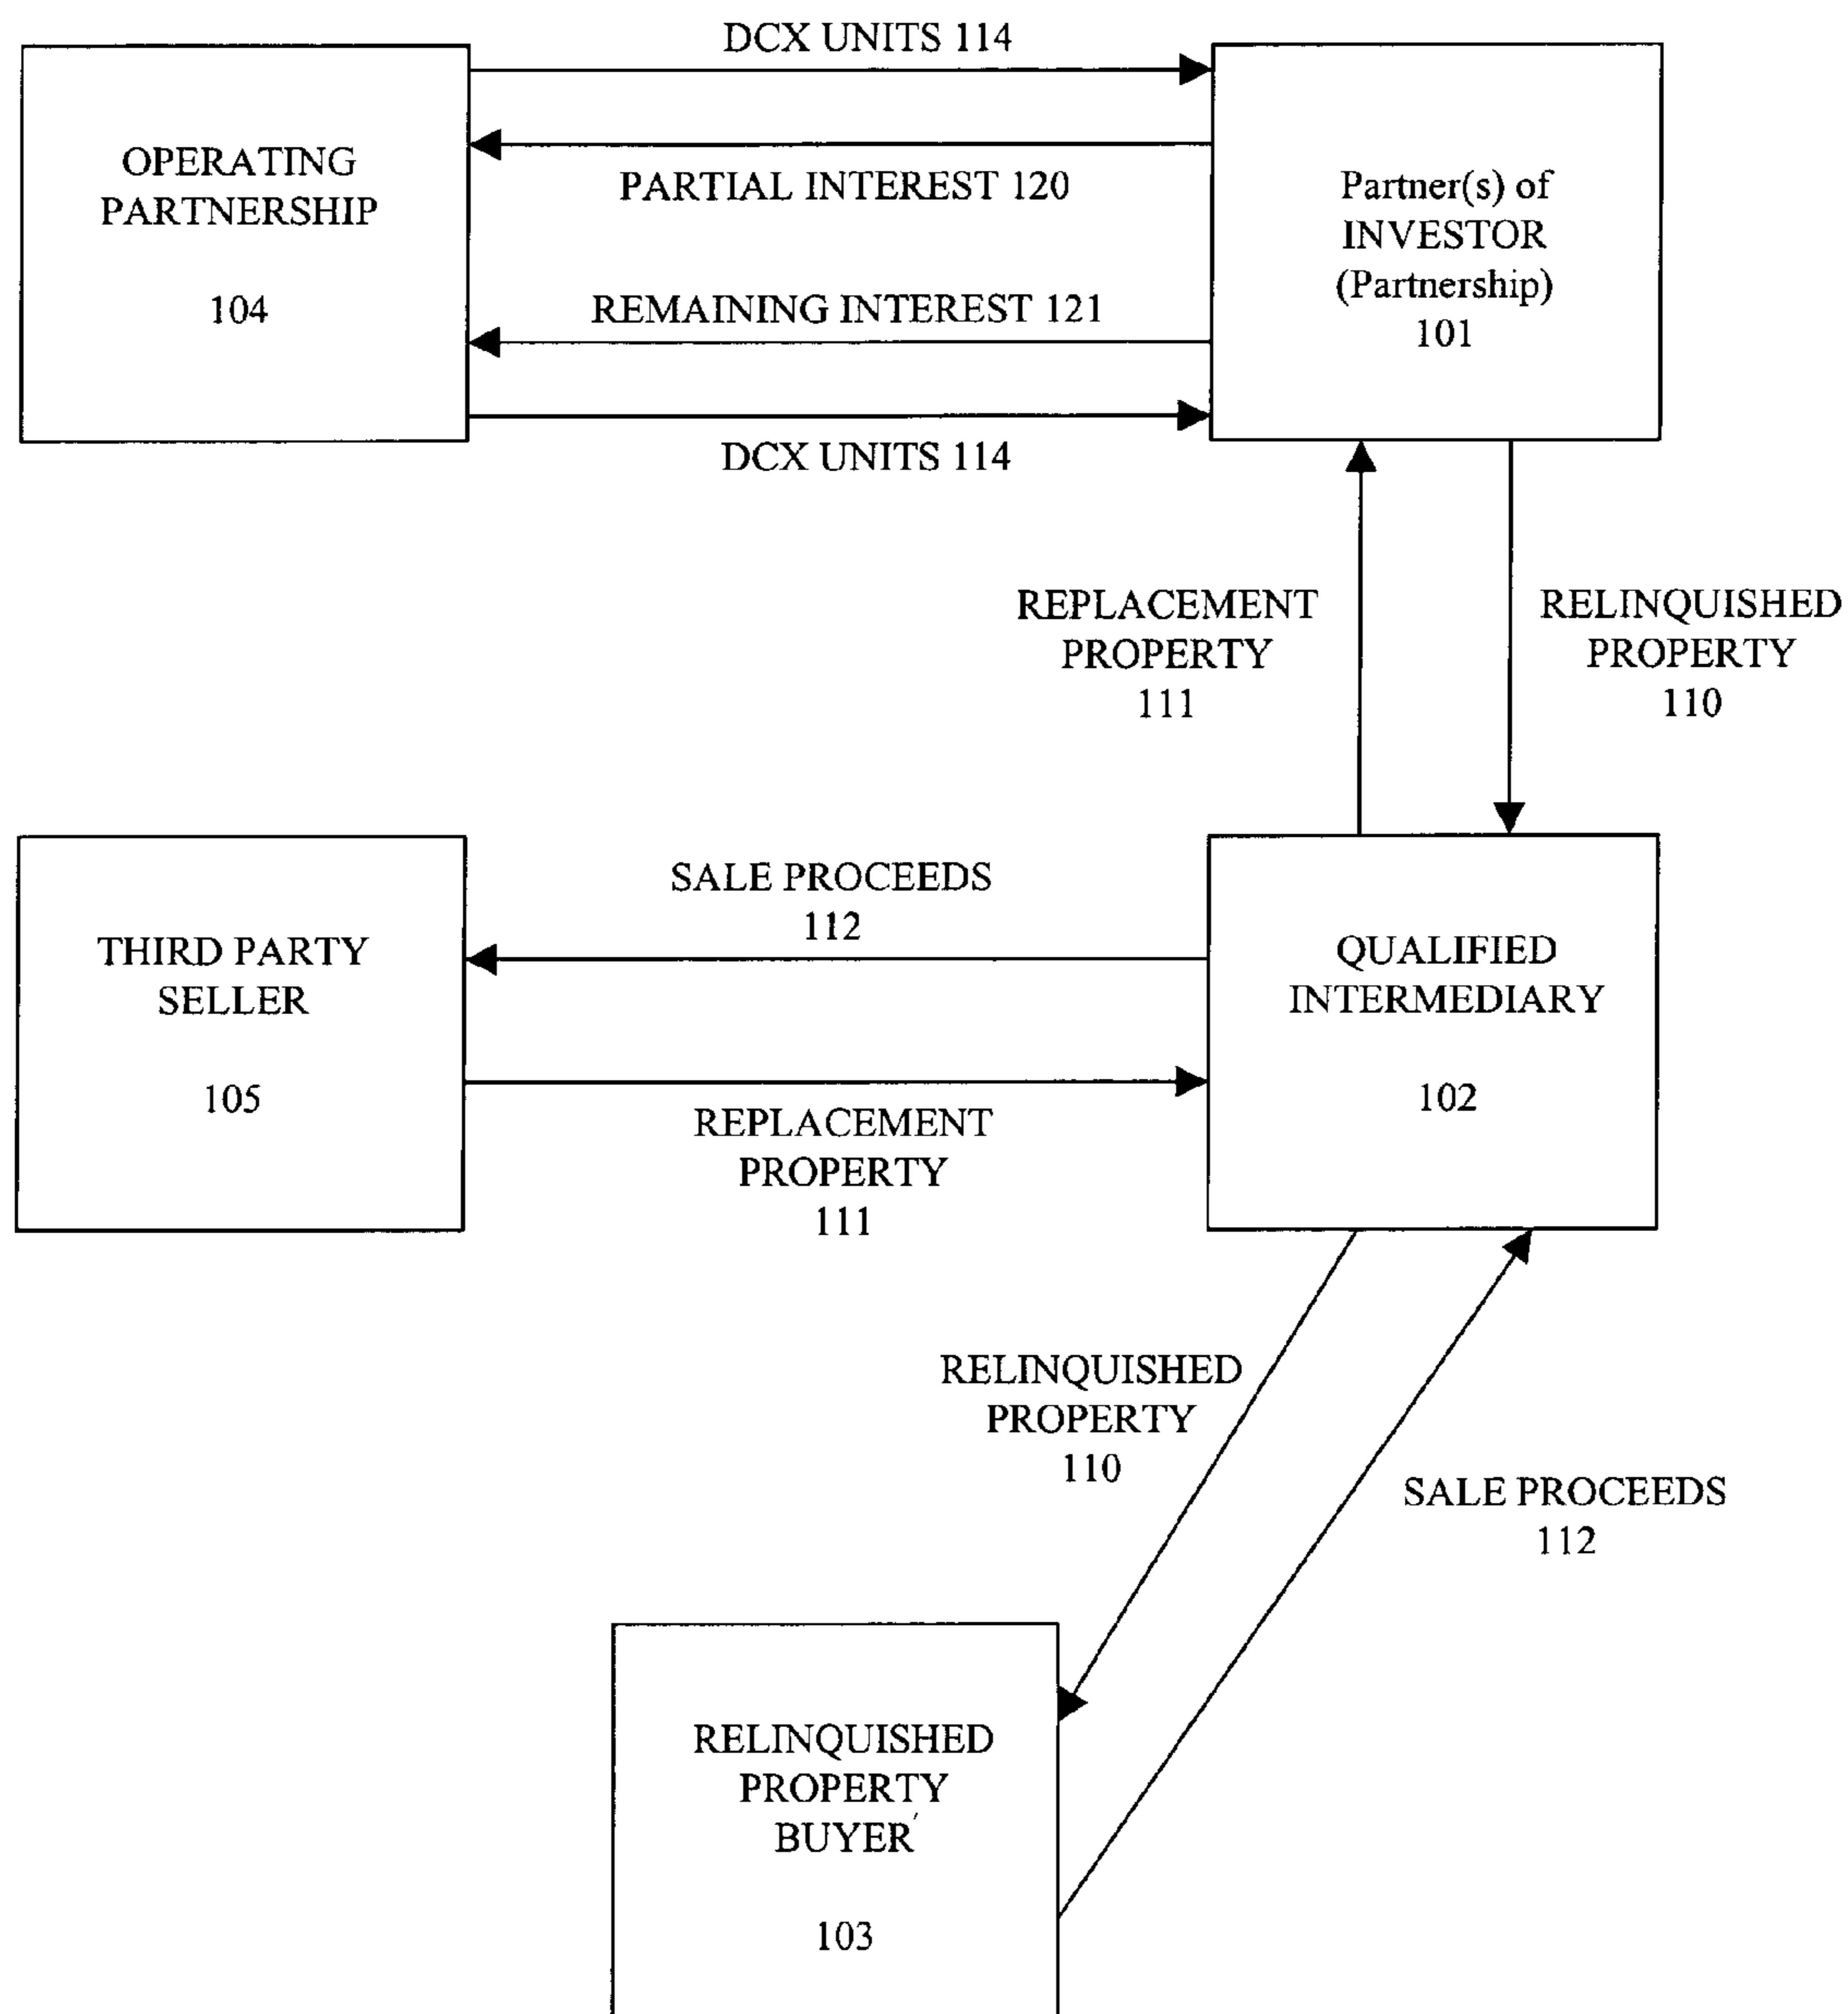 DCX UNITS 114
OPERATING
PARTNERSHIP
104
PARTIAL INTEREST 120
REMAINING INTEREST 121
DCX UNITS 114
Partner(s) of
INVESTOR
(Partnership)
101
REPLACEMENT
PROPERTY
111
RELINQUISHED
PROPERTY
110
THIRD PARTY
SELLER
105
SALE PROCEEDS
112
REPLACEMENT
PROPERTY
111
QUALIFIED
INTERMEDIARY
102
RELINQUISHED
PROPERTY
110
SALE PROCEEDS
112
RELINQUISHED
PROPERTY
BUYER
103